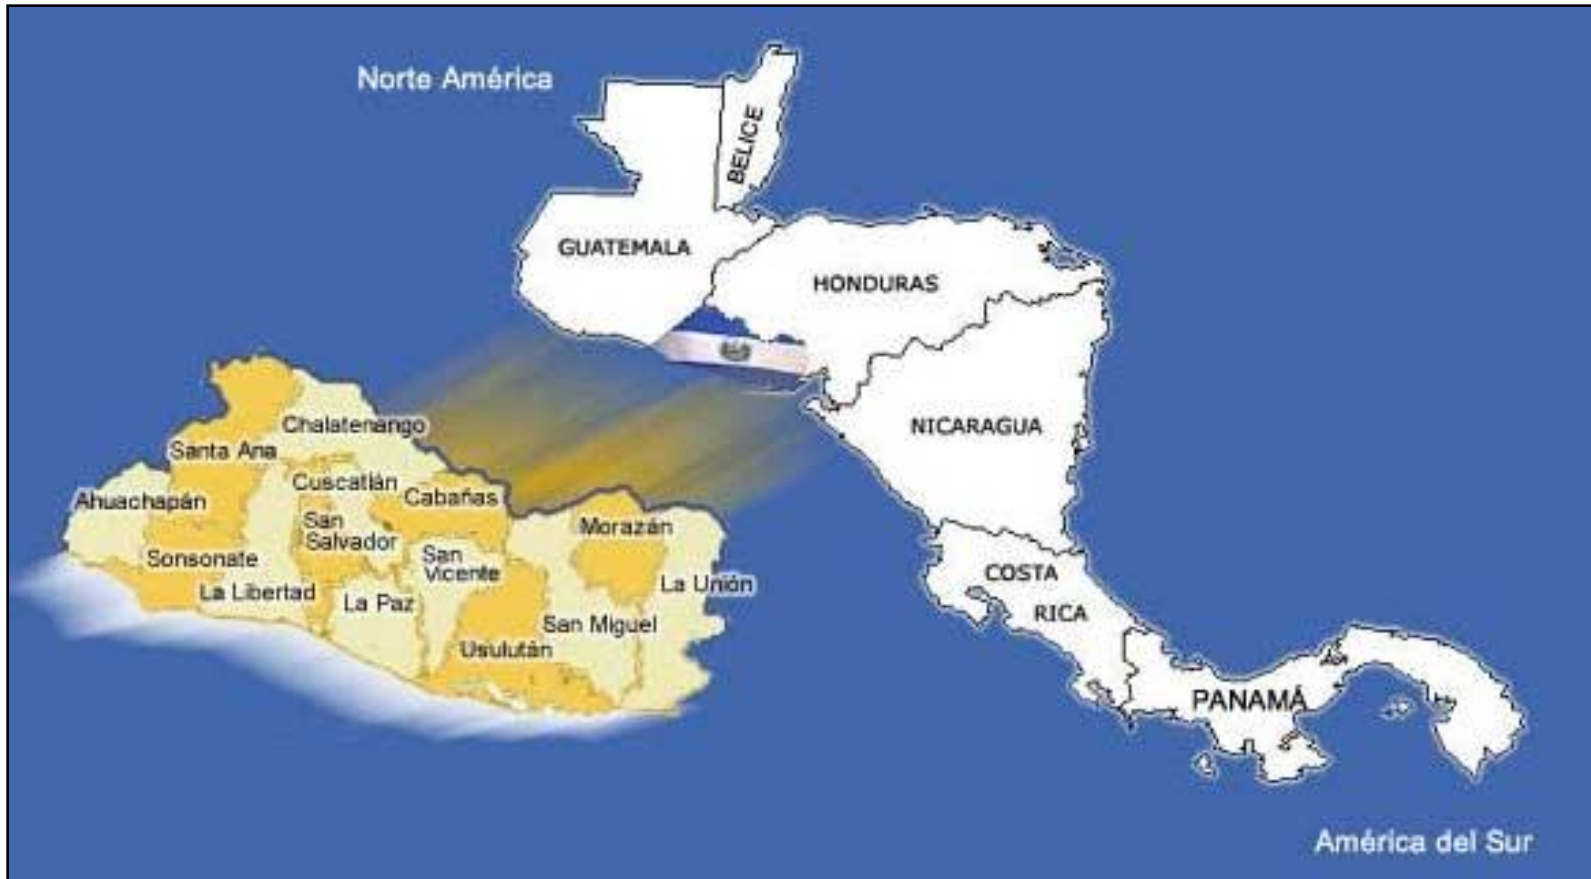 Norte América
BELICE
GUATEMALA
HONDURAS
NICARAGUA
COSTA
RICA
PANAMÁ
América del Sur
Chalatenango
Santa Ana
Cuscatlán
Cabañas
Ahuachapán
San
Salvador
Morazán
Sonsonate
San
Vicente
La Unión
La Libertad
La Paz
San Miguel
Usulután